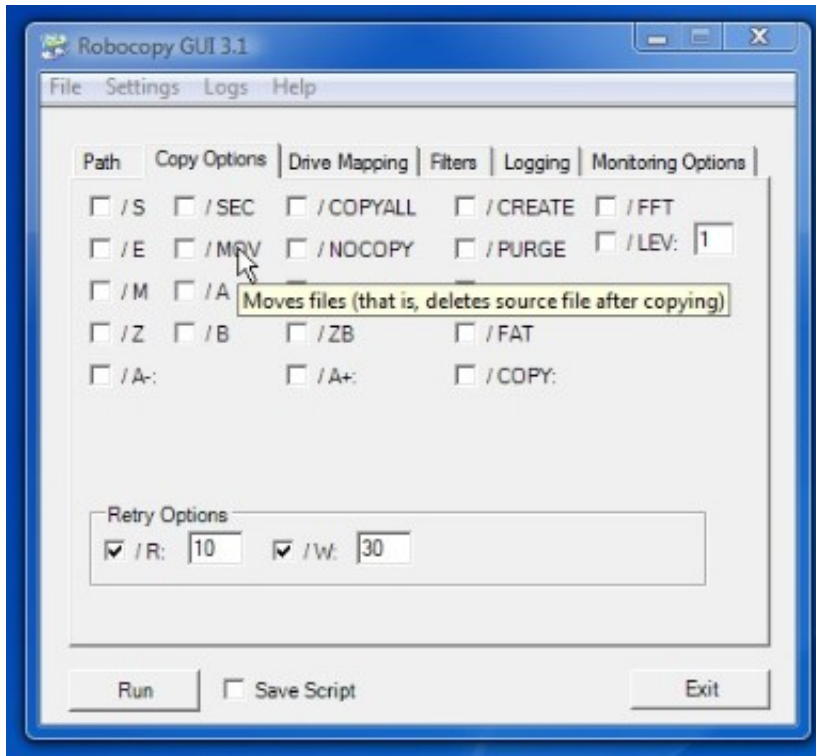 Robocopy GUI 3.1
File Settings Logs Help
Path Copy Options Drive Mapping Filters Logging Monitoring Options
/ S / SEC / COPYALL / CREATE / FFT
/ E / MOV / NOCOPY / PURGE / LEV: 1
/ M / A
Moves files (that is, deletes source file after copying)
/ Z / B / ZB / FAT
/ A-: / A+: / COPY:
Retry Options
/ R: 10 / W: 30
Run Save Script Exit